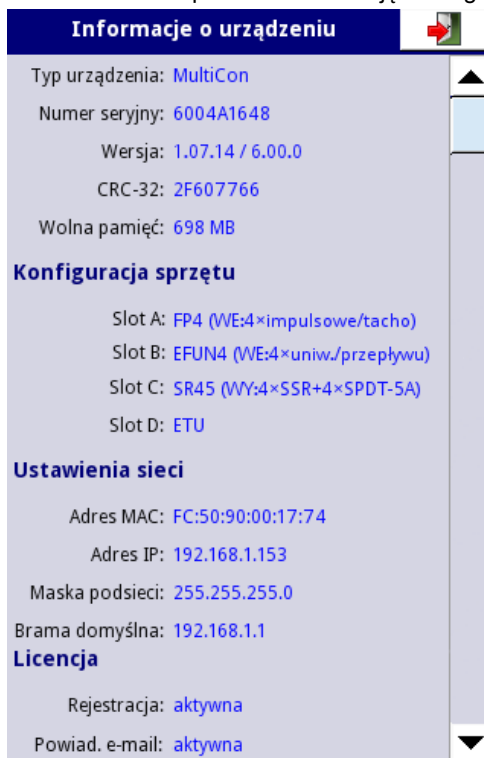 Informacje o urządzeniu
Typ urządzenia: MultiCon
Numer seryjny: 6004A1648
Wersja: 1.07.14 / 6.00.0
CRC-32: 2F607766
Wolna pamięć: 698 MB
Konfiguracja sprzętu
Slot A: FP4 (WE:4×impulsowe/tacho)
Slot B: EFUN4 (WE:4×uniw./przepływu)
Slot C: SR45 (WY:4×SSR+4×SPDT-5A)
Slot D: ETU
Ustawienia sieci
Adres MAC: FC:50:90:00:17:74
Adres IP: 192.168.1.153
Maska podsieci: 255.255.255.0
Brama domyślna: 192.168.1.1
Licencja
Rejestracja: aktywna
Powiad. e-mail: aktywna